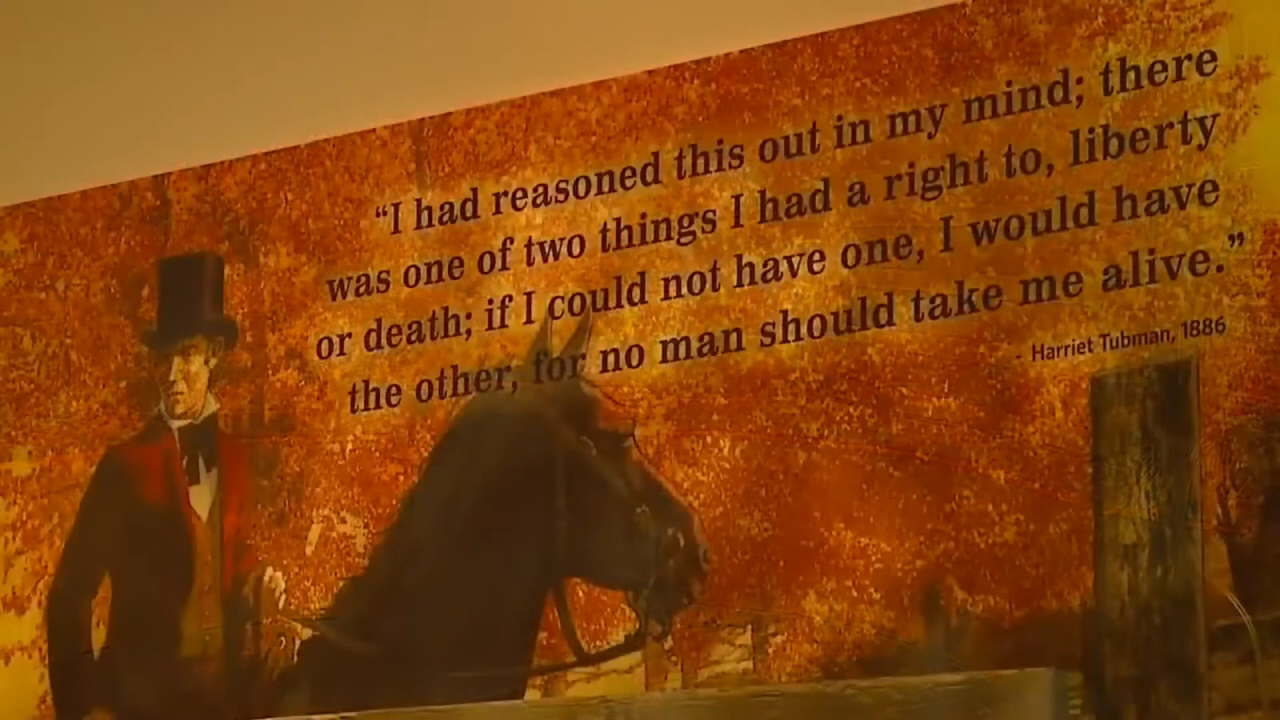 “I had reasoned this out in my mind; there
was one of two things I had a right to, liberty
or death; if I could not have one, I would have
the other, for no man should take me alive.”
- Harriet Tubman, 1886